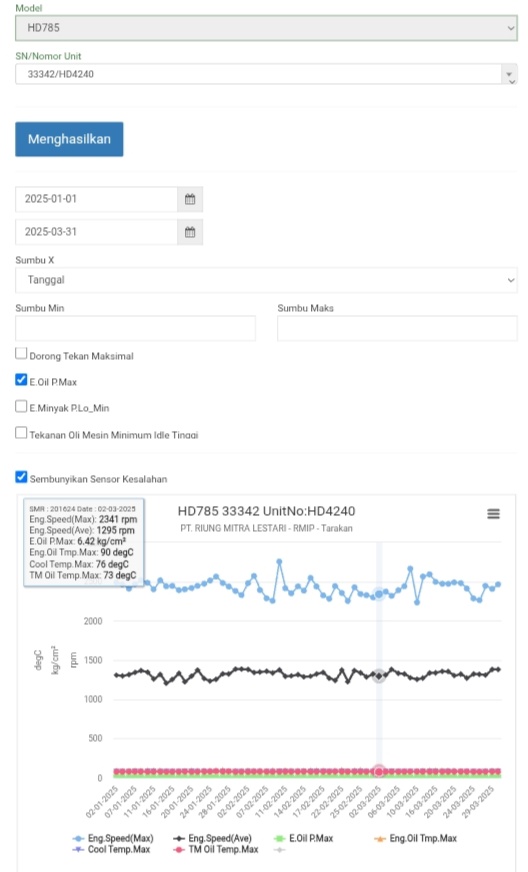 Model
HD785
SN/Nomor Unit
33342/HD4240
Menghasilkan
2025-01-01
2025-03-31
Sumbu X
Tanggal
Sumbu Min Sumbu Maks
Dorong Tekan Maksimal
E.Oil P.Max
E.Minyak P.Lo_Min
Tekanan Oli Mesin Minimum Idle Tinggi
Sembunyikan Sensor Kesalahan
HD785 33342 UnitNo:HD4240
PT. RIUNG MITRA LESTARI - RMIP - Tarakan
SMR : 201624 Date : 02-03-2025
Eng.Speed(Max): 2341 rpm
Eng.Speed(Ave): 1295 rpm
E.Oil P.Max: 6.42 kg/cm²
Eng.Oil Tmp.Max: 90 degC
Cool Temp.Max: 76 degC
TM Oil Temp.Max: 73 degC
degC
kg/cm²
rpm
2000
1500
1000
500
0
02-01-2025
07-01-2025
11-01-2025
16-01-2025
20-01-2025
24-01-2025
28-01-2025
02-02-2025
07-02-2025
11-02-2025
14-02-2025
17-02-2025
22-02-2025
25-02-2025
02-03-2025
06-03-2025
10-03-2025
16-03-2025
20-03-2025
24-03-2025
29-03-2025
Eng.Speed(Max) Eng.Speed(Ave) E.Oil P.Max Eng.Oil Tmp.Max
Cool Temp.Max TM Oil Temp.Max